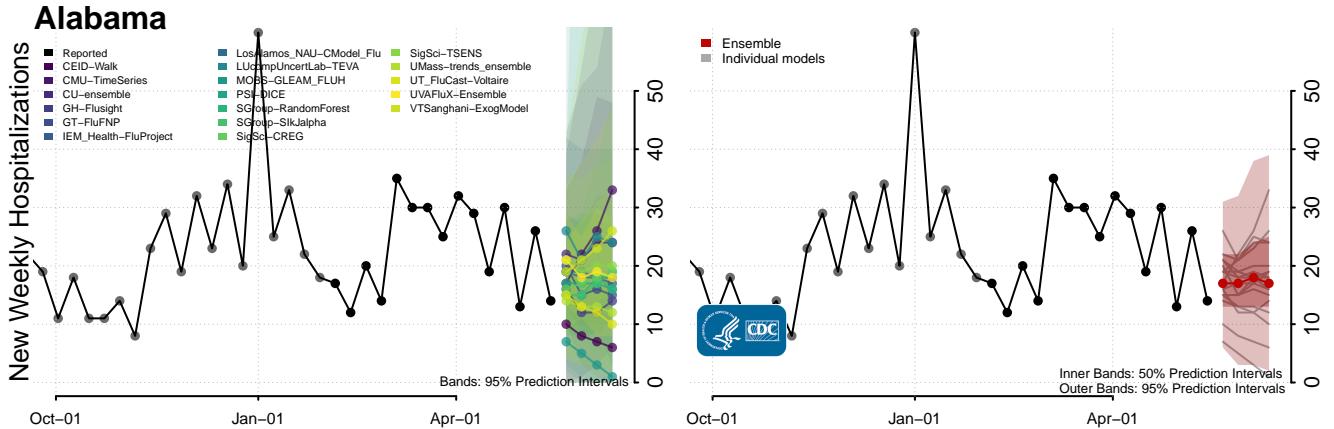 Alabama
New Weekly Hospitalizations
Reported
CEID−Walk
CMU−TimeSeries
CU−ensemble
GH−Flusight
GT−FluFNP
IEM_Health−FluProject
LosAlamos_NAU−CModel_Flu
LUcompUncertLab−TEVA
MOBS−GLEAM_FLUH
PSI−DICE
SGroup−RandomForest
SGroup−SIkJalpha
SigSci−CREG
SigSci−TSENS
UMass−trends_ensemble
UT_FluCast−Voltaire
UVAFluX−Ensemble
VTSanghani−ExogModel
Bands: 95% Prediction Intervals
0
10
20
30
40
50
Oct−01
Jan−01
Apr−01
Ensemble
Individual models
CDC
Inner Bands: 50% Prediction Intervals
Outer Bands: 95% Prediction Intervals
0
10
20
30
40
50
Oct−01
Jan−01
Apr−01